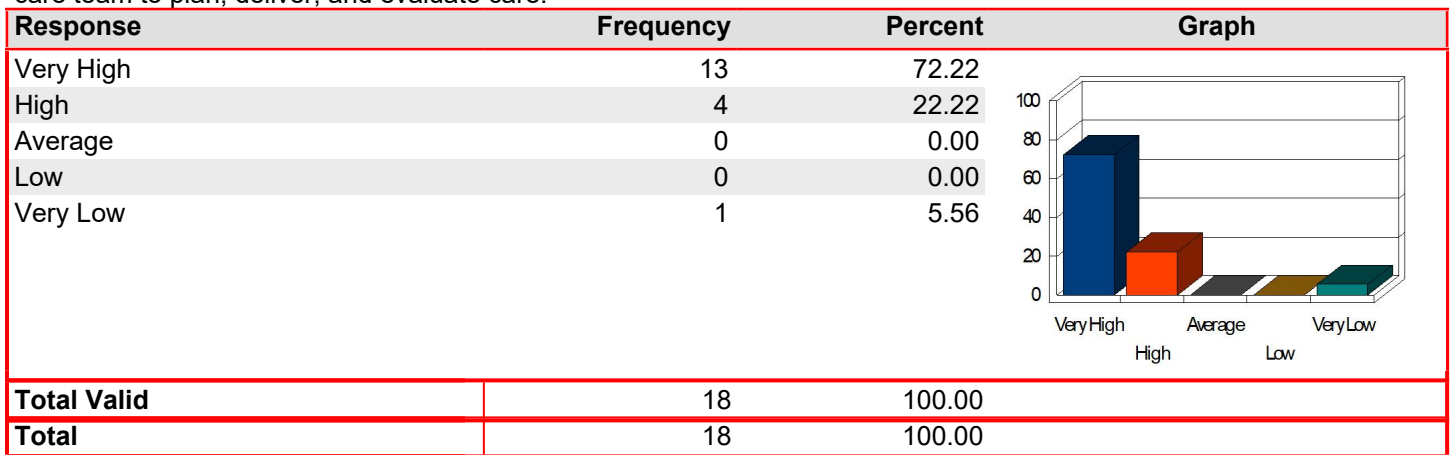 care team to plan, deliver, and evaluate care.
Response Frequency Percent Graph
Very High 13 72.22
High 4 22.22
Average 0 0.00
Low 0 0.00
Very Low 1 5.56
100
80
60
40
20
0
Very High Average Very Low
High Low
Total Valid 18 100.00
Total 18 100.00